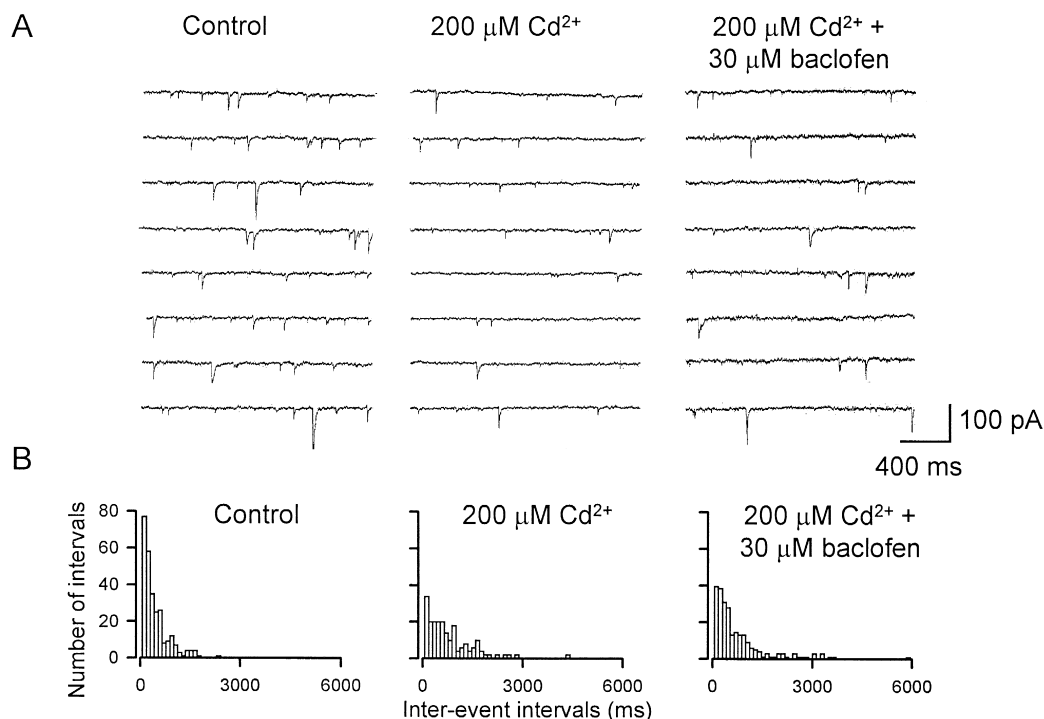 A
Control
200 μM Cd²⁺
200 μM Cd²⁺ +
30 μM baclofen
100 pA
400 ms
B
Control
200 μM Cd²⁺
200 μM Cd²⁺ +
30 μM baclofen
Number of intervals
80
60
40
20
0
0 3000 6000
0 3000 6000
0 3000 6000
Inter-event intervals (ms)